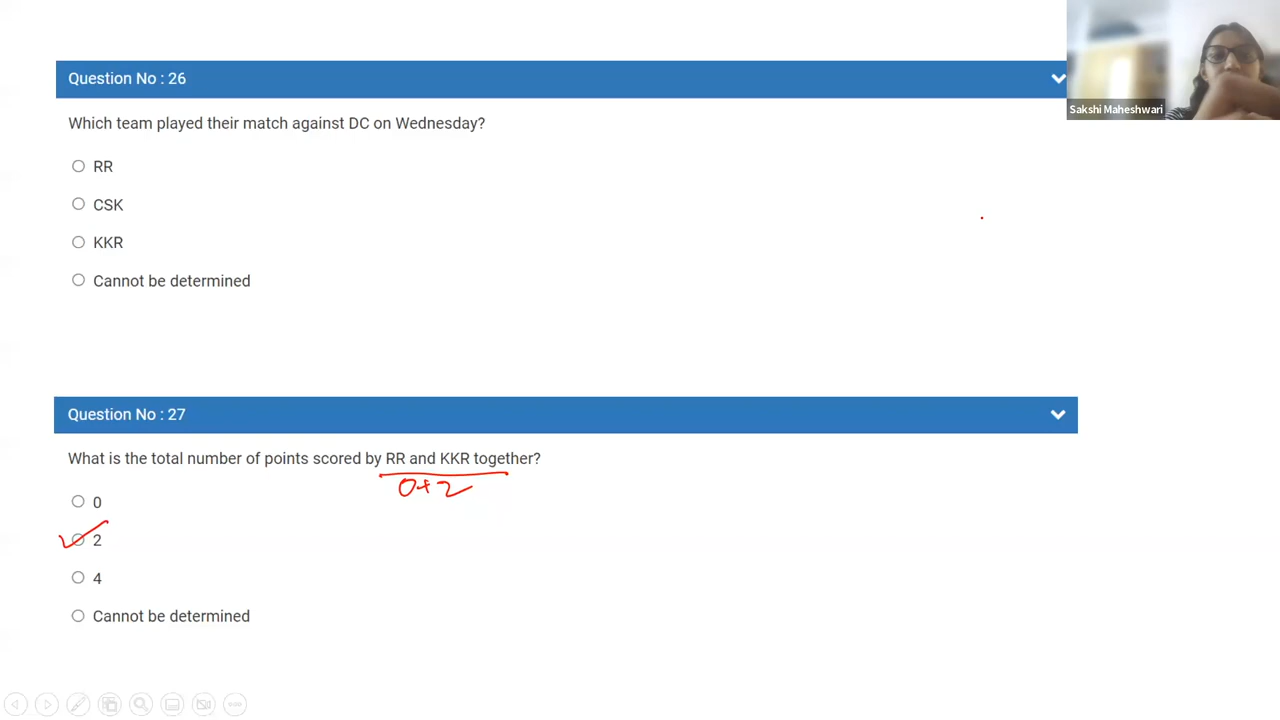 Sakshi Maheshwari
Question No : 26
Which team played their match against DC on Wednesday?
RR
CSK
KKR
Cannot be determined
Question No : 27
What is the total number of points scored by RR and KKR together?
0+2
0
2
4
Cannot be determined